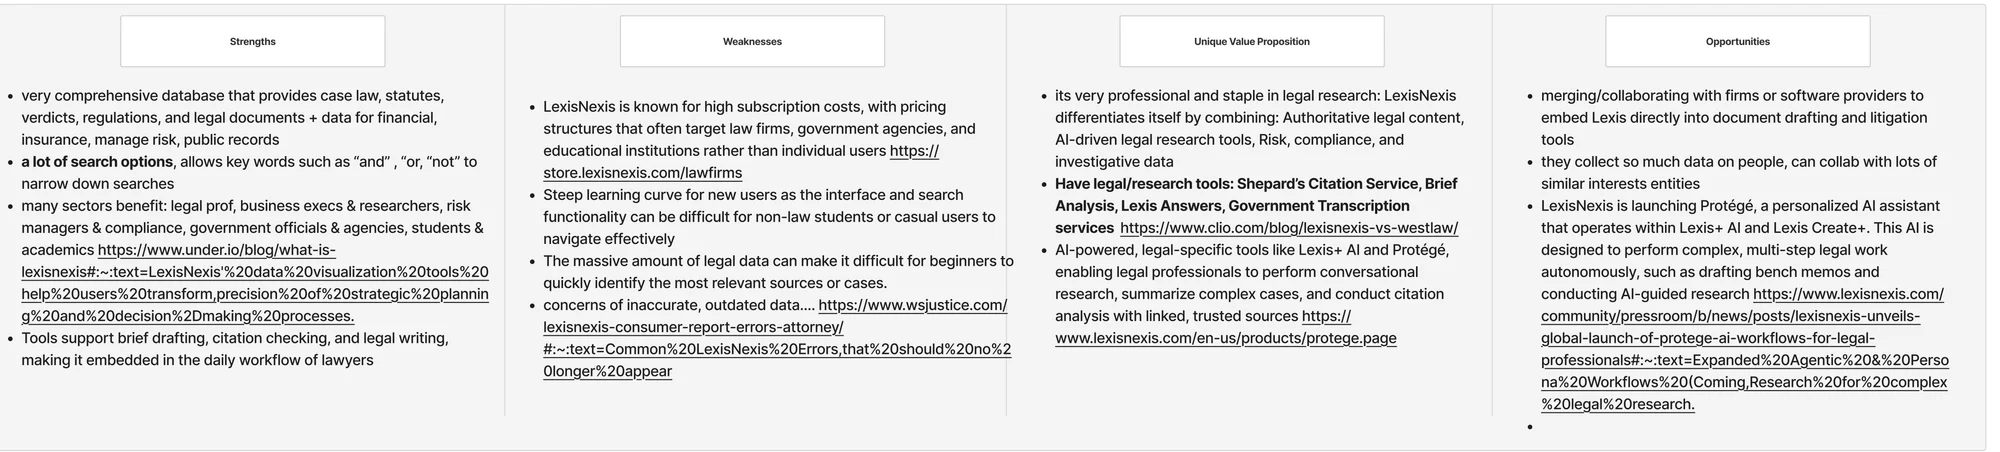 Strengths
• very comprehensive database that provides case law, statutes,
verdicts, regulations, and legal documents + data for financial,
insurance, manage risk, public records
• a lot of search options, allows key words such as “and” , “or, “not” to
narrow down searches
• many sectors benefit: legal prof, business execs & researchers, risk
managers & compliance, government officials & agencies, students &
academics https://www.under.io/blog/what-is-
lexisnexis#:~:text=LexisNexis'%20data%20visualization%20tools%20
help%20users%20transform,precision%20of%20strategic%20plannin
g%20and%20decision%2Dmaking%20processes.
• Tools support brief drafting, citation checking, and legal writing,
making it embedded in the daily workflow of lawyers
Weaknesses
• LexisNexis is known for high subscription costs, with pricing
structures that often target law firms, government agencies, and
educational institutions rather than individual users https://
store.lexisnexis.com/lawfirms
• Steep learning curve for new users as the interface and search
functionality can be difficult for non-law students or casual users to
navigate effectively
• The massive amount of legal data can make it difficult for beginners to
quickly identify the most relevant sources or cases.
• concerns of inaccurate, outdated data.... https://www.wsjustice.com/
lexisnexis-consumer-report-errors-attorney/
#:~:text=Common%20LexisNexis%20Errors,that%20should%20no%2
0longer%20appear
Unique Value Proposition
• its very professional and staple in legal research: LexisNexis
differentiates itself by combining: Authoritative legal content,
AI-driven legal research tools, Risk, compliance, and
investigative data
• Have legal/research tools: Shepard’s Citation Service, Brief
Analysis, Lexis Answers, Government Transcription
services https://www.clio.com/blog/lexisnexis-vs-westlaw/
• AI-powered, legal-specific tools like Lexis+ AI and Protégé,
enabling legal professionals to perform conversational
research, summarize complex cases, and conduct citation
analysis with linked, trusted sources https://
www.lexisnexis.com/en-us/products/protege.page
Opportunities
• merging/collaborating with firms or software providers to
embed Lexis directly into document drafting and litigation
tools
• they collect so much data on people, can collab with lots of
similar interests entities
• LexisNexis is launching Protégé, a personalized AI assistant
that operates within Lexis+ AI and Lexis Create+. This AI is
designed to perform complex, multi-step legal work
autonomously, such as drafting bench memos and
conducting AI-guided research https://www.lexisnexis.com/
community/pressroom/b/news/posts/lexisnexis-unveils-
global-launch-of-protege-ai-workflows-for-legal-
professionals#:~:text=Expanded%20Agentic%20&%20Perso
na%20Workflows%20(Coming,Research%20for%20complex
%20legal%20research.
•